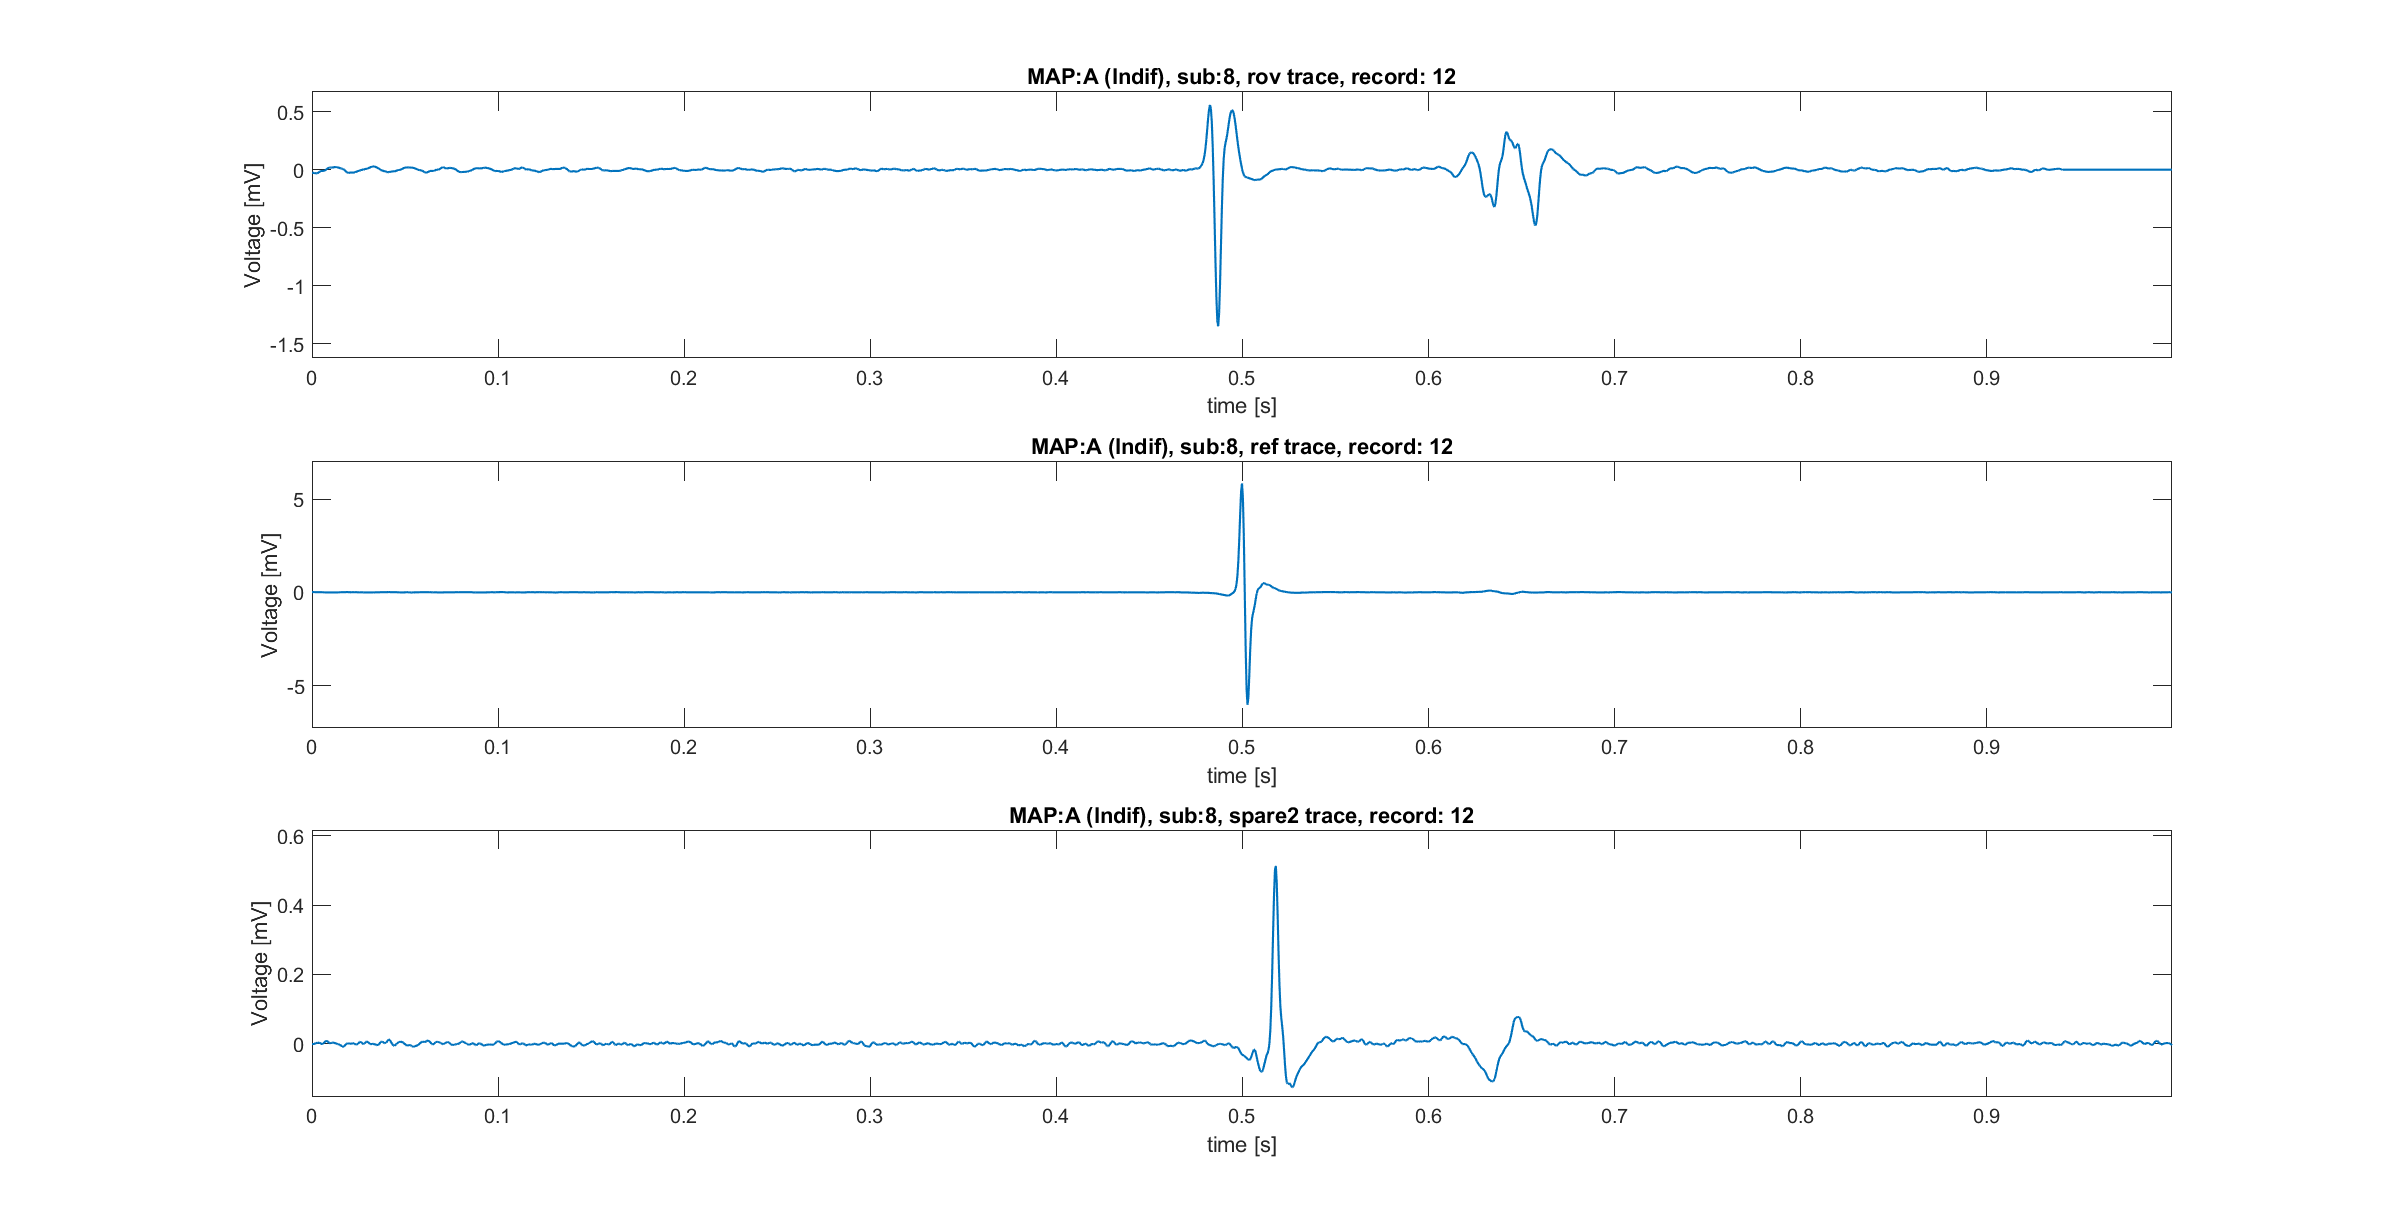 MAP:A (Indif), sub:8, rov trace, record: 12
Voltage [mV]
0.5
0
-0.5
-1
-1.5
0 0.1 0.2 0.3 0.4 0.5 0.6 0.7 0.8 0.9
time [s]
MAP:A (Indif), sub:8, ref trace, record: 12
Voltage [mV]
5
0
-5
0 0.1 0.2 0.3 0.4 0.5 0.6 0.7 0.8 0.9
time [s]
MAP:A (Indif), sub:8, spare2 trace, record: 12
Voltage [mV]
0.6
0.4
0.2
0
0 0.1 0.2 0.3 0.4 0.5 0.6 0.7 0.8 0.9
time [s]